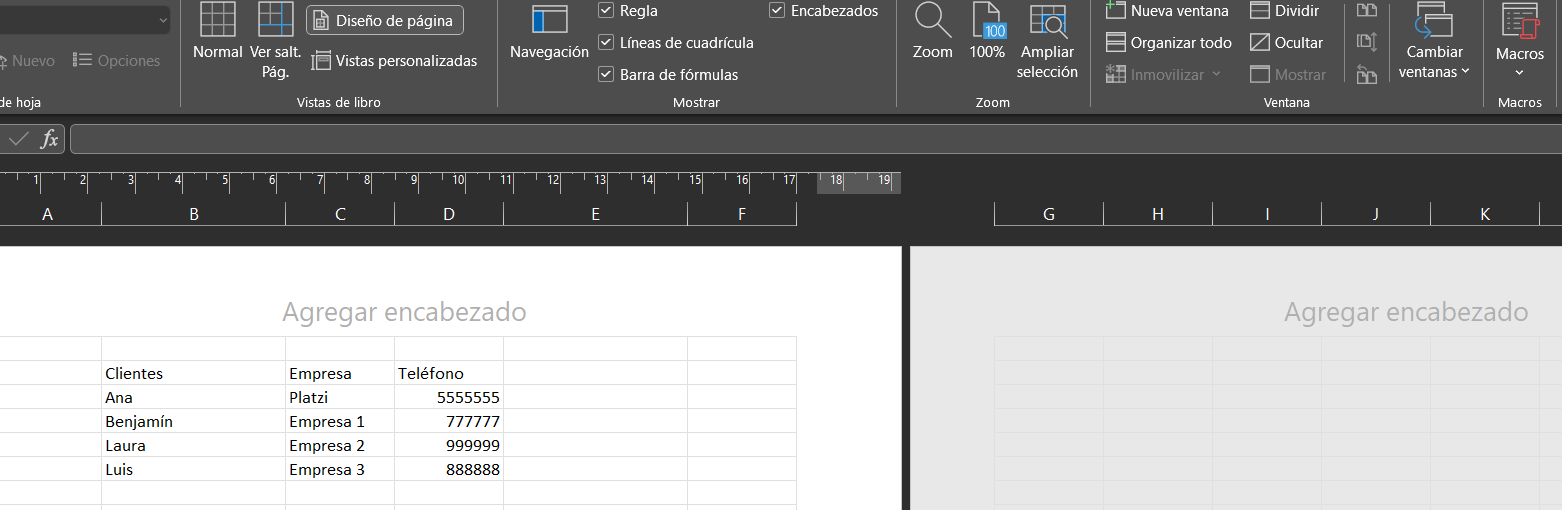 Nuevo Opciones
de hoja
Normal
Ver salt.
Pág.
Diseño de página
Vistas personalizadas
Vistas de libro
Navegación
Regla
Líneas de cuadrícula
Barra de fórmulas
Encabezados
Mostrar
Zoom
100
100%
Ampliar
selección
Zoom
Nueva ventana
Organizar todo
Inmovilizar
Dividir
Ocultar
Mostrar
Cambiar
ventanas
Ventana
Macros
Macros
fx
1 2 3 4 5 6 7 8 9 10 11 12 13 14 15 16 17 18 19
A B C D E F G H I J K
Agregar encabezado
Agregar encabezado
Clientes Empresa Teléfono
Ana Platzi 5555555
Benjamín Empresa 1 777777
Laura Empresa 2 999999
Luis Empresa 3 888888